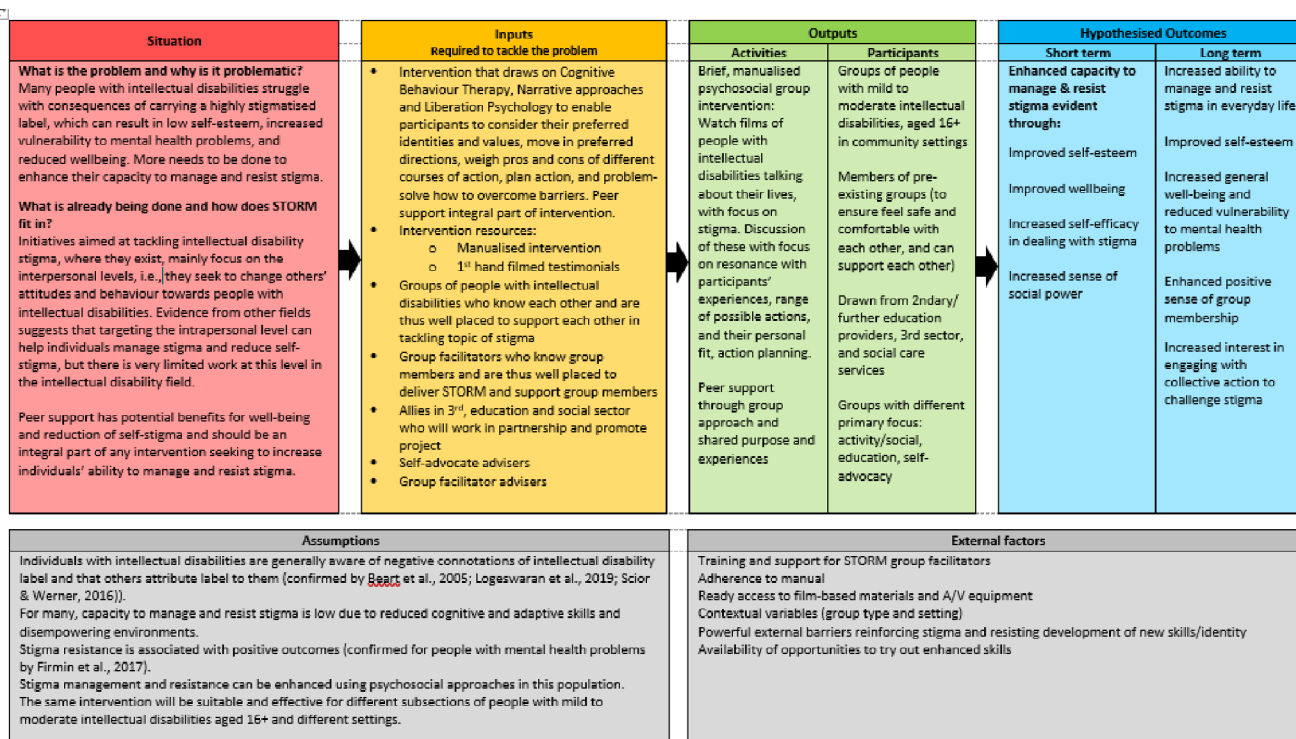 Situation
What is the problem and why is it problematic?
Many people with intellectual disabilities struggle
with consequences of carrying a highly stigmatised
label, which can result in low self-esteem, increased
vulnerability to mental health problems, and
reduced wellbeing. More needs to be done to
enhance their capacity to manage and resist stigma.
What is already being done and how does STORM
fit in?
Initiatives aimed at tackling intellectual disability
stigma, where they exist, mainly focus on the
interpersonal levels, i.e., they seek to change others'
attitudes and behaviour towards people with
intellectual disabilities. Evidence from other fields
suggests that targeting the intrapersonal level can
help individuals manage stigma and reduce self-
stigma, but there is very limited work at this level in
the intellectual disability field.
Peer support has potential benefits for well-being
and reduction of self-stigma and should be an
integral part of any intervention seeking to increase
individuals' ability to manage and resist stigma.
Inputs
Required to tackle the problem
• Intervention that draws on Cognitive
Behaviour Therapy, Narrative approaches
and Liberation Psychology to enable
participants to consider their preferred
identities and values, move in preferred
directions, weigh pros and cons of different
courses of action, plan action, and problem-
solve how to overcome barriers. Peer
support integral part of intervention.
• Intervention resources:
o Manualised intervention
o 1st hand filmed testimonials
• Groups of people with intellectual
disabilities who know each other and are
thus well placed to support each other in
tackling topic of stigma
• Group facilitators who know group
members and are thus well placed to
deliver STORM and support group members
• Allies in 3rd, education and social sector
who will work in partnership and promote
project
• Self-advocate advisers
• Group facilitator advisers
Outputs
Activities
Brief, manualised
psychosocial group
intervention:
Watch films of
people with
intellectual
disabilities talking
about their lives,
with focus on
stigma. Discussion
of these with focus
on resonance with
participants'
experiences, range
of possible actions,
and their personal
fit, action planning.
Peer support
through group
approach and
shared purpose and
experiences
Participants
Groups of people
with mild to
moderate intellectual
disabilities, aged 16+
in community settings
Members of pre-
existing groups (to
ensure feel safe and
comfortable with
each other, and can
support each other)
Drawn from 2ndary/
further education
providers, 3rd sector,
and social care
services
Groups with different
primary focus:
activity/social,
education, self-
advocacy
Hypothesised Outcomes
Short term
Enhanced capacity to
manage & resist
stigma evident
through:
Improved self-esteem
Improved wellbeing
Increased self-efficacy
in dealing with stigma
Increased sense of
social power
Long term
Increased ability to
manage and resist
stigma in everyday life
Improved self-esteem
Increased general
well-being and
reduced vulnerability
to mental health
problems
Enhanced positive
sense of group
membership
Increased interest in
engaging with
collective action to
challenge stigma
Assumptions
Individuals with intellectual disabilities are generally aware of negative connotations of intellectual disability
label and that others attribute label to them (confirmed by Beart et al., 2005; Logeswaran et al., 2019; Scior
& Werner, 2016)).
For many, capacity to manage and resist stigma is low due to reduced cognitive and adaptive skills and
disempowering environments.
Stigma resistance is associated with positive outcomes (confirmed for people with mental health problems
by Firmin et al., 2017).
Stigma management and resistance can be enhanced using psychosocial approaches in this population.
The same intervention will be suitable and effective for different subsections of people with mild to
moderate intellectual disabilities aged 16+ and different settings.
External factors
Training and support for STORM group facilitators
Adherence to manual
Ready access to film-based materials and A/V equipment
Contextual variables (group type and setting)
Powerful external barriers reinforcing stigma and resisting development of new skills/identity
Availability of opportunities to try out enhanced skills